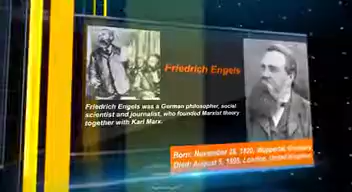 Friedrich Engels
Friedrich Engels was a German philosopher, social
scientist and journalist, who founded Marxist theory
together with Karl Marx.
Born: November 28, 1820, Wuppertal, Germany
Died: August 5, 1895, London, United Kingdom